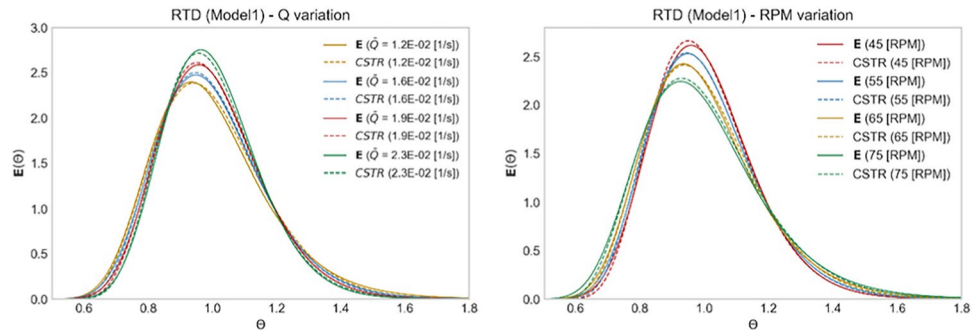 RTD (Model1) - Q variation
E(Θ)
3.0
2.5
2.0
1.5
1.0
0.5
0.0
0.6 0.8 1.0 1.2 1.4 1.6 1.8
Θ
E (Q̄ = 1.2E-02 [1/s])
CSTR (1.2E-02 [1/s])
E (Q̄ = 1.6E-02 [1/s])
CSTR (1.6E-02 [1/s])
E (Q̄ = 1.9E-02 [1/s])
CSTR (1.9E-02 [1/s])
E (Q̄ = 2.3E-02 [1/s])
CSTR (2.3E-02 [1/s])
RTD (Model1) - RPM variation
E(Θ)
2.5
2.0
1.5
1.0
0.5
0.0
0.6 0.8 1.0 1.2 1.4 1.6 1.8
Θ
E (45 [RPM])
CSTR (45 [RPM])
E (55 [RPM])
CSTR (55 [RPM])
E (65 [RPM])
CSTR (65 [RPM])
E (75 [RPM])
CSTR (75 [RPM])